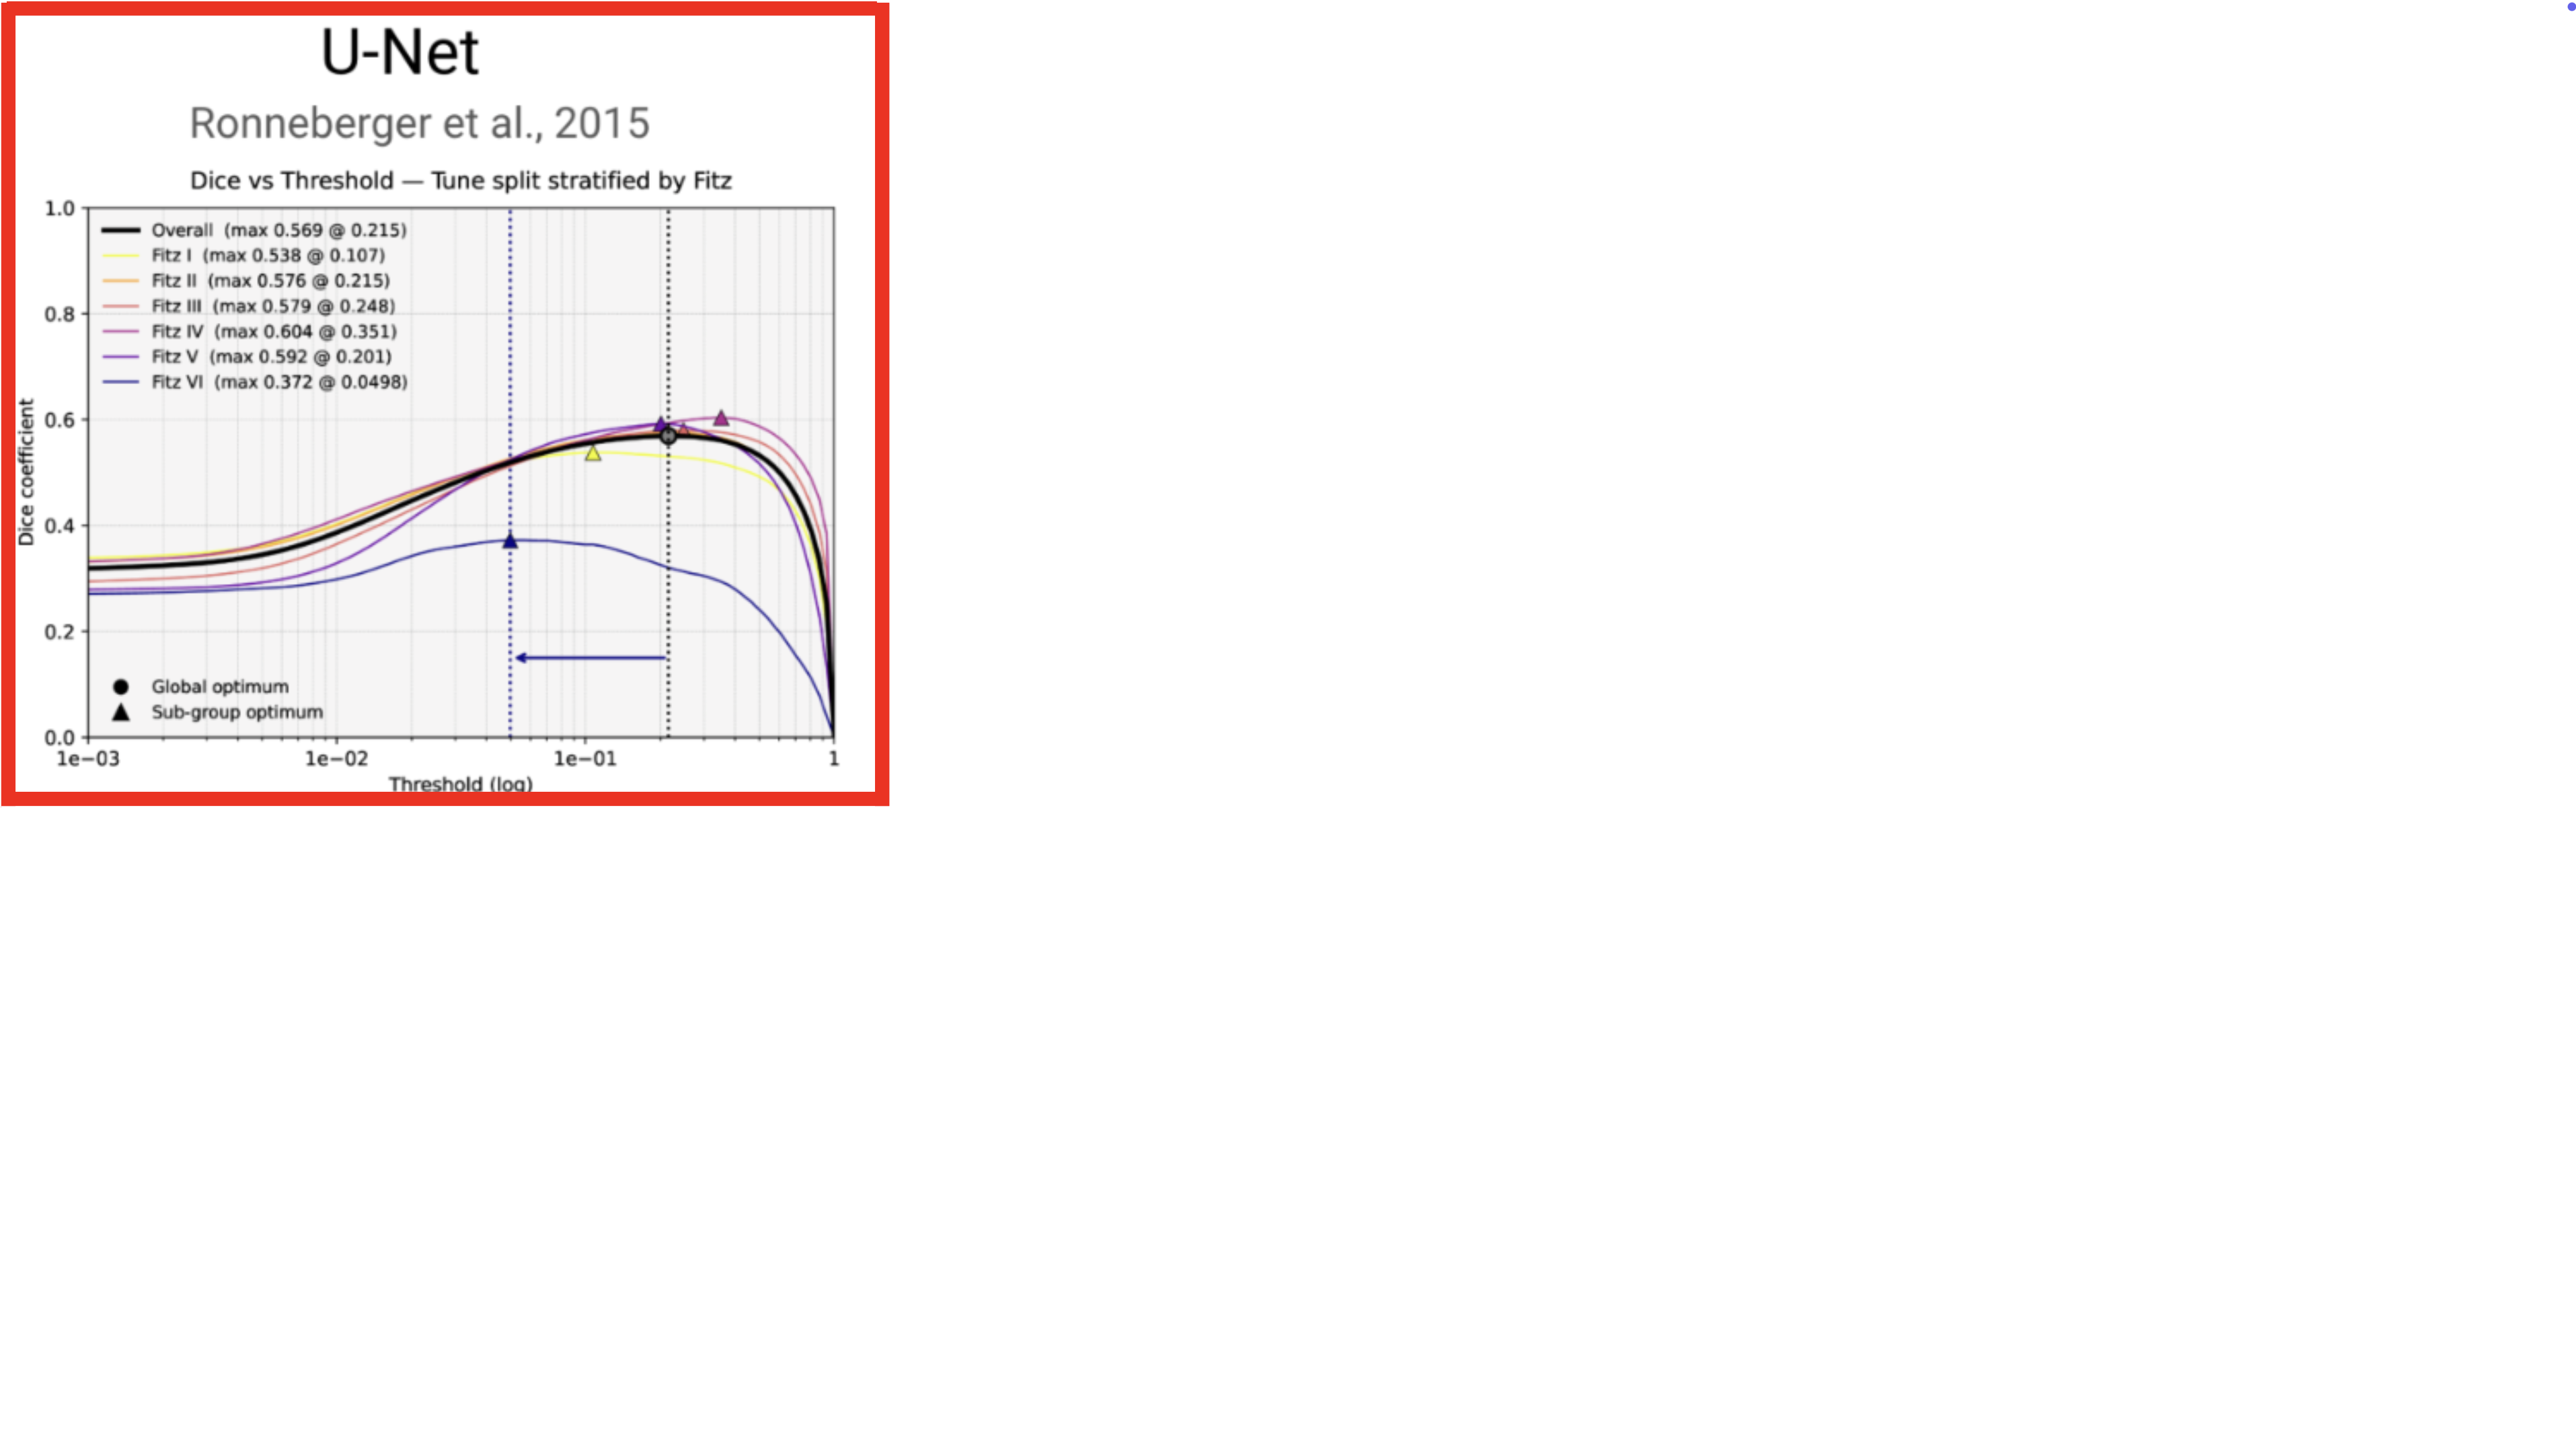 U-Net
Ronneberger et al., 2015
Dice vs Threshold — Tune split stratified by Fitz
1.0
0.8
0.6
0.4
0.2
0.0
Dice coefficient
Overall (max 0.569 @ 0.215)
Fitz I (max 0.538 @ 0.107)
Fitz II (max 0.576 @ 0.215)
Fitz III (max 0.579 @ 0.248)
Fitz IV (max 0.604 @ 0.351)
Fitz V (max 0.592 @ 0.201)
Fitz VI (max 0.372 @ 0.0498)
Global optimum
Sub-group optimum
1e−03 1e−02 1e−01 1
Threshold (log)